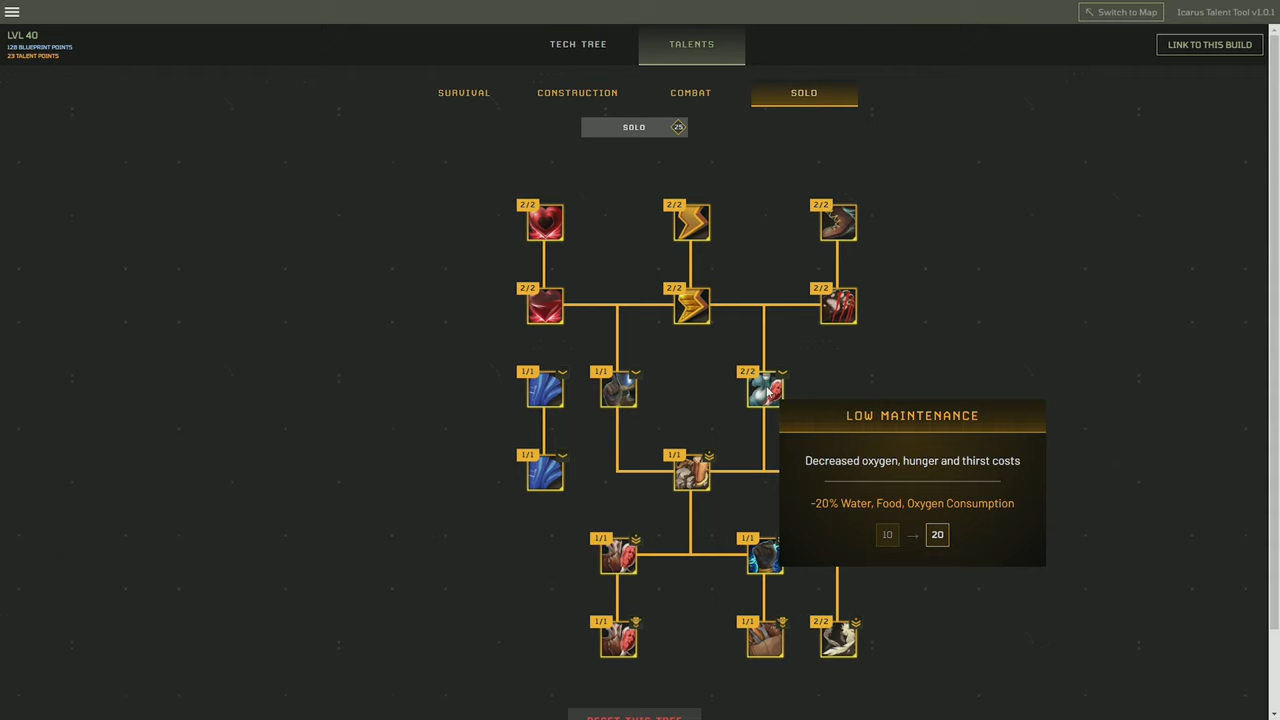 Switch to Map
Icarus Talent Tool v1.0.1
LVL 40
128 BLUEPRINT POINTS
23 TALENT POINTS
TECH TREE
TALENTS
LINK TO THIS BUILD
SURVIVAL
CONSTRUCTION
COMBAT
SOLO
SOLO
25
2/2
2/2
2/2
2/2
2/2
2/2
1/1
1/1
2/2
LOW MAINTENANCE
Decreased oxygen, hunger and thirst costs
-20% Water, Food, Oxygen Consumption
10 → 20
1/1
1/1
1/1
1/1
1/1
1/1
2/2
RESET THIS TREE